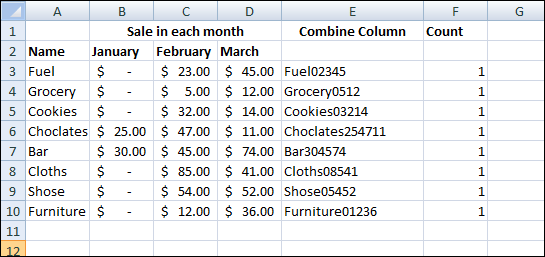 A B C D E F G
1 Sale in each month Combine Column Count
2 Name January February March
3 Fuel $ - $ 23.00 $ 45.00 Fuel02345 1
4 Grocery $ - $ 5.00 $ 12.00 Grocery0512 1
5 Cookies $ - $ 32.00 $ 14.00 Cookies03214 1
6 Choclates $ 25.00 $ 47.00 $ 11.00 Choclates254711 1
7 Bar $ 30.00 $ 45.00 $ 74.00 Bar304574 1
8 Cloths $ - $ 85.00 $ 41.00 Cloths08541 1
9 Shose $ - $ 54.00 $ 52.00 Shose05452 1
10 Furniture $ - $ 12.00 $ 36.00 Furniture01236 1
11
12